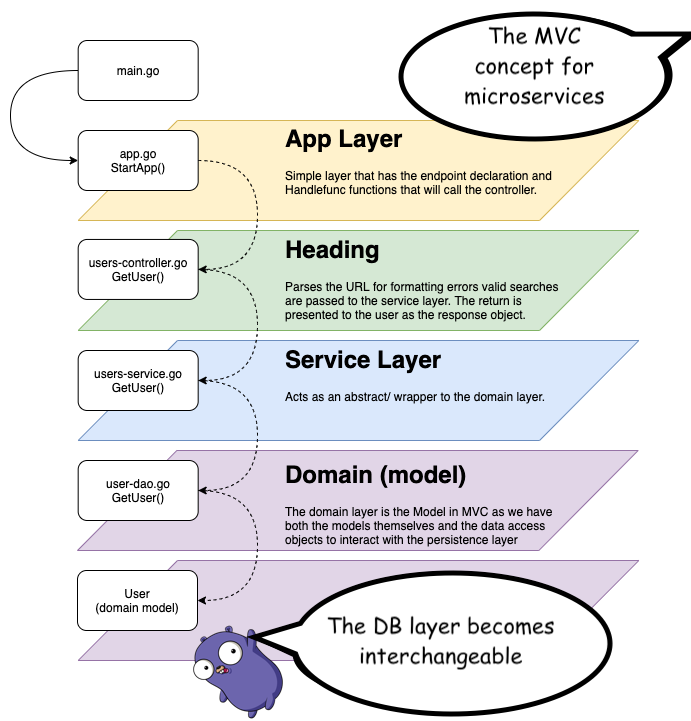 The MVC
concept for
microservices
main.go
app.go
StartApp()
App Layer
Simple layer that has the endpoint declaration and
Handlefunc functions that will call the controller.
users-controller.go
GetUser()
Heading
Parses the URL for formatting errors valid searches
are passed to the service layer. The return is
presented to the user as the response object.
users-service.go
GetUser()
Service Layer
Acts as an abstract/ wrapper to the domain layer.
user-dao.go
GetUser()
Domain (model)
The domain layer is the Model in MVC as we have
both the models themselves and the data access
objects to interact with the persistence layer
User
(domain model)
The DB layer becomes
interchangeable